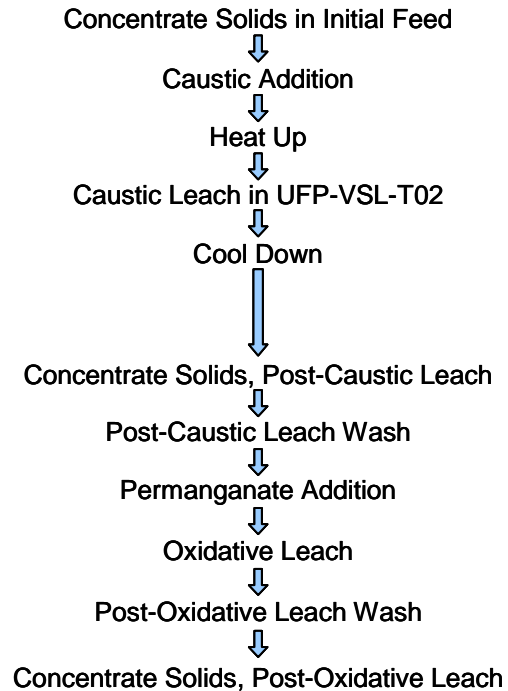 Concentrate Solids in Initial Feed
Caustic Addition
Heat Up
Caustic Leach in UFP-VSL-T02
Cool Down
Concentrate Solids, Post-Caustic Leach
Post-Caustic Leach Wash
Permanganate Addition
Oxidative Leach
Post-Oxidative Leach Wash
Concentrate Solids, Post-Oxidative Leach